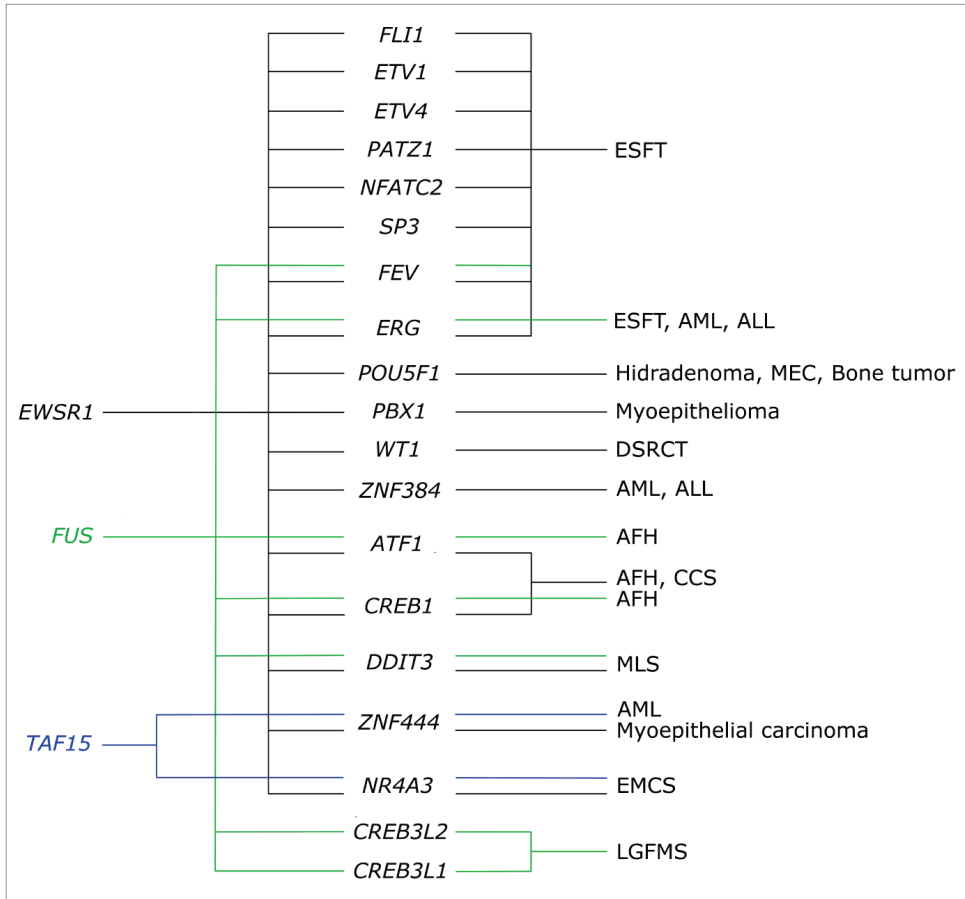 FLI1
ETV1
ETV4
PATZ1 ESFT
NFATC2
SP3
FEV
ERG ESFT, AML, ALL
POU5F1 Hidradenoma, MEC, Bone tumor
EWSR1 PBX1 Myoepithelioma
WT1 DSRCT
ZNF384 AML, ALL
FUS ATF1 AFH
AFH, CCS
CREB1 AFH
DDIT3 MLS
AML
ZNF444 Myoepithelial carcinoma
TAF15
NR4A3 EMCS
CREB3L2
LGFMS
CREB3L1